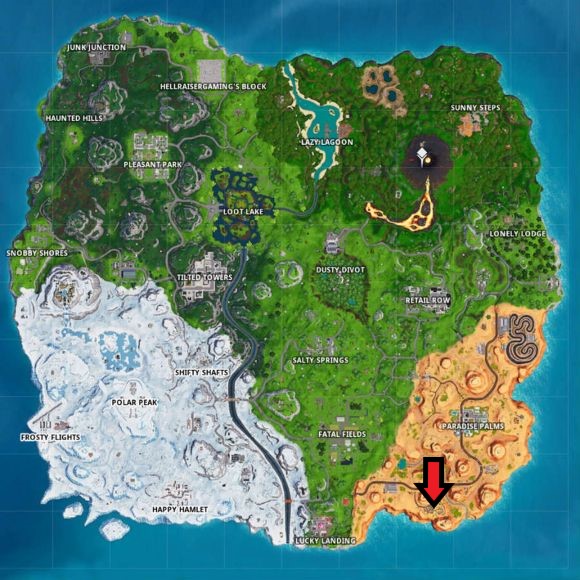 JUNK JUNCTION
HELLRAISERGAMING'S BLOCK
HAUNTED HILLS
SUNNY STEPS
LAZY LAGOON
PLEASANT PARK
LOOT LAKE
LONELY LODGE
SNOBBY SHORES
DUSTY DIVOT
TILTED TOWERS
RETAIL ROW
SALTY SPRINGS
SHIFTY SHAFTS
POLAR PEAK
PARADISE PALMS
FATAL FIELDS
FROSTY FLIGHTS
HAPPY HAMLET
LUCKY LANDING